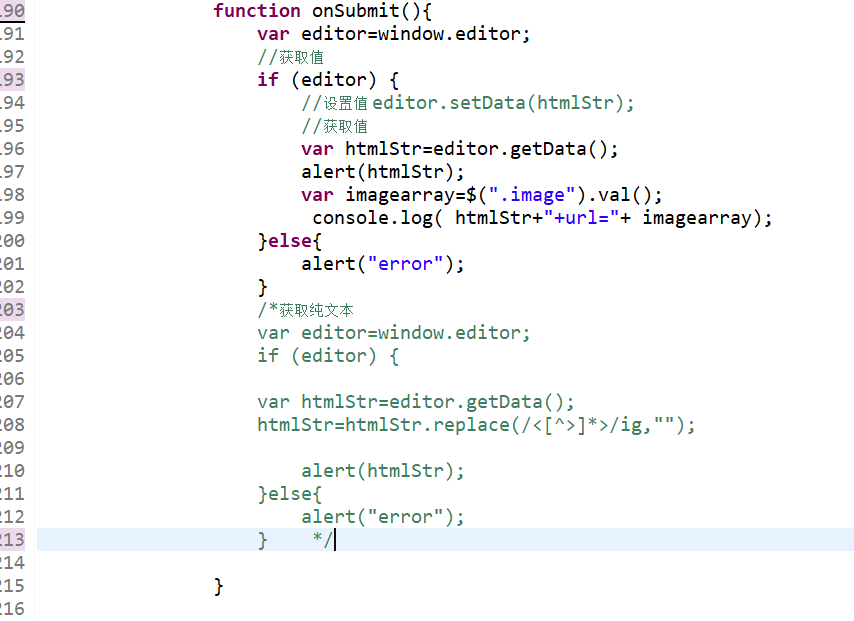 190 function onSubmit(){
191 var editor=window.editor;
192 //获取值
193 if (editor) {
194 //设置值 editor.setData(htmlStr);
195 //获取值
196 var htmlStr=editor.getData();
197 alert(htmlStr);
198 var imagearray=$(".image").val();
199 console.log( htmlStr+"+url="+ imagearray);
200 }else{
201 alert("error");
202 }
203 /*获取纯文本
204 var editor=window.editor;
205 if (editor) {
206
207 var htmlStr=editor.getData();
208 htmlStr=htmlStr.replace(/<[^>]*>/ig,"");
209
210 alert(htmlStr);
211 }else{
212 alert("error");
213 } */
214
215 }
216